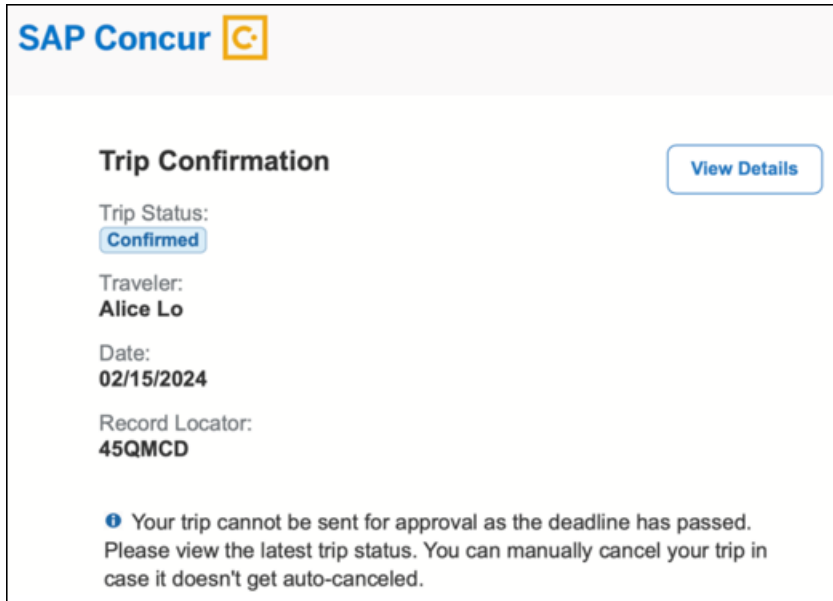 SAP Concur
Trip Confirmation
View Details
Trip Status:
Confirmed
Traveler:
Alice Lo
Date:
02/15/2024
Record Locator:
45QMCD
Your trip cannot be sent for approval as the deadline has passed.
Please view the latest trip status. You can manually cancel your trip in
case it doesn't get auto-canceled.